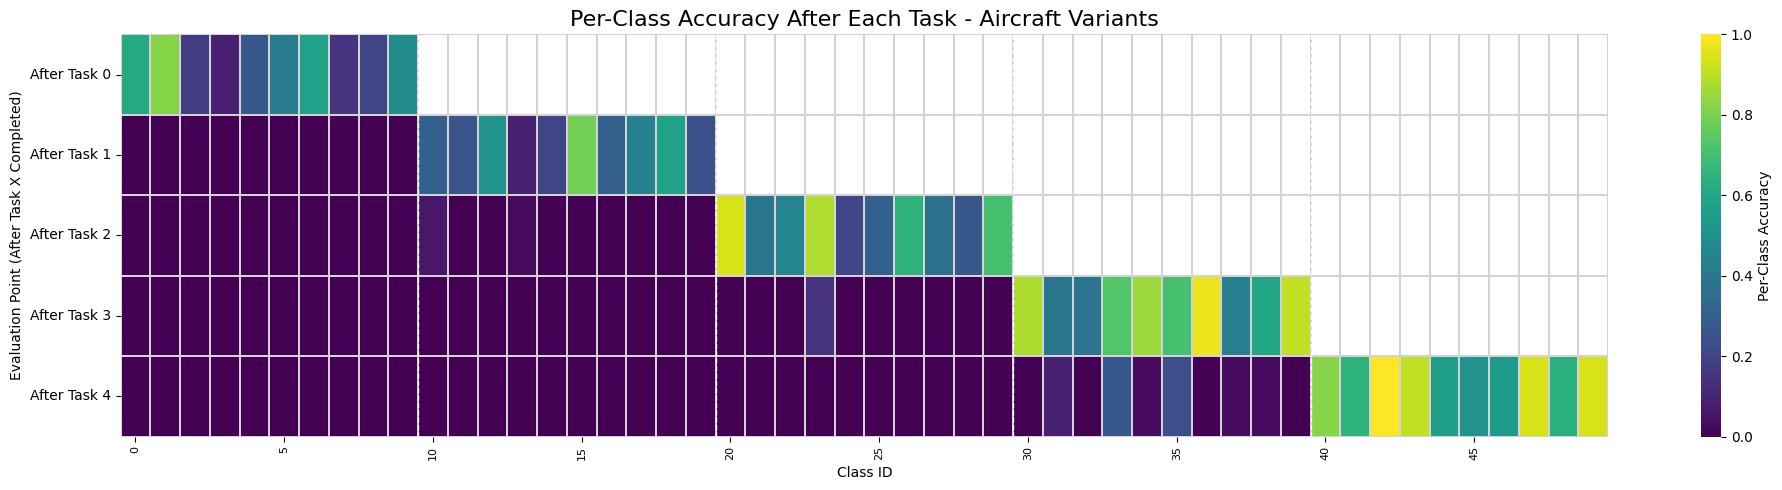 Per-Class Accuracy After Each Task - Aircraft Variants
Evaluation Point (After Task X Completed)
After Task 0
After Task 1
After Task 2
After Task 3
After Task 4
0 5 10 15 20 25 30 35 40 45
Class ID
1.0
0.8
0.6
0.4
0.2
0.0
Per-Class Accuracy